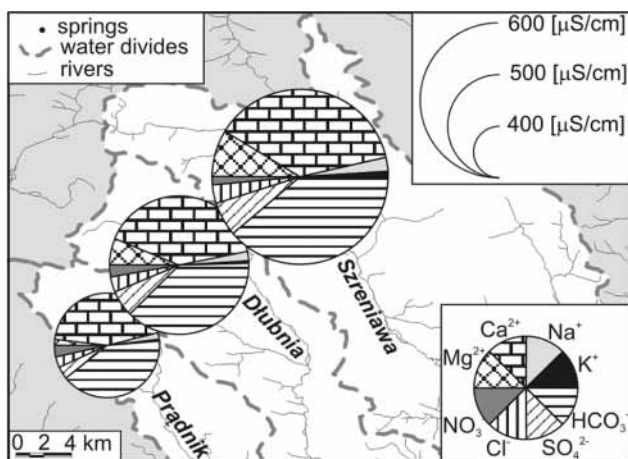 springs
water divides
rivers
600 [μS/cm]
500 [μS/cm]
400 [μS/cm]
Szreniawa
Dłubnia
Prądnik
0 2 4 km
Ca²⁺
Na⁺
Mg²⁺
K⁺
NO₃⁻
HCO₃⁻
Cl⁻
SO₄²⁻